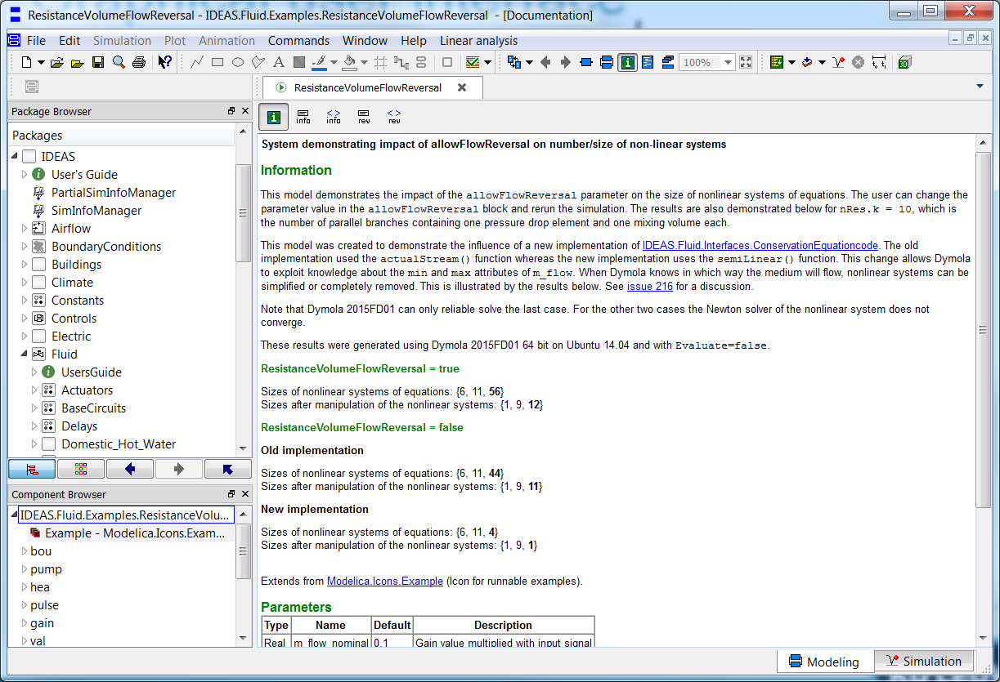 ResistanceVolumeFlowReversal - IDEAS.Fluid.Examples.ResistanceVolumeFlowReversal - [Documentation]
File Edit Simulation Plot Animation Commands Window Help Linear analysis
100%
ResistanceVolumeFlowReversal
Package Browser
Packages
IDEAS
User's Guide
PartialSimInfoManager
SimInfoManager
Airflow
BoundaryConditions
Buildings
Climate
Constants
Controls
Electric
Fluid
UsersGuide
Actuators
BaseCircuits
Delays
Domestic_Hot_Water
Component Browser
IDEAS.Fluid.Examples.ResistanceVolu...
Example - Modelica.Icons.Exam...
bou
pump
hea
pulse
gain
val
info info rev rev
System demonstrating impact of allowFlowReversal on number/size of non-linear systems
Information
This model demonstrates the impact of the allowFlowReversal parameter on the size of nonlinear systems of equations. The user can change the
parameter value in the allowFlowReversal block and rerun the simulation. The results are also demonstrated below for nRes.k = 10, which is
the number of parallel branches containing one pressure drop element and one mixing volume each.
This model was created to demonstrate the influence of a new implementation of IDEAS.Fluid.Interfaces.ConservationEquationcode. The old
implementation used the actualStream() function whereas the new implementation uses the semiLinear() function. This change allows Dymola
to exploit knowledge about the min and max attributes of m_flow. When Dymola knows in which way the medium will flow, nonlinear systems can be
simplified or completely removed. This is illustrated by the results below. See issue 216 for a discussion.
Note that Dymola 2015FD01 can only reliable solve the last case. For the other two cases the Newton solver of the nonlinear system does not
converge.
These results were generated using Dymola 2015FD01 64 bit on Ubuntu 14.04 and with Evaluate=false.
ResistanceVolumeFlowReversal = true
Sizes of nonlinear systems of equations: {6, 11, 56}
Sizes after manipulation of the nonlinear systems: {1, 9, 12}
ResistanceVolumeFlowReversal = false
Old implementation
Sizes of nonlinear systems of equations: {6, 11, 44}
Sizes after manipulation of the nonlinear systems: {1, 9, 11}
New implementation
Sizes of nonlinear systems of equations: {6, 11, 4}
Sizes after manipulation of the nonlinear systems: {1, 9, 1}
Extends from Modelica.Icons.Example (Icon for runnable examples).
Parameters
Type Name Default Description
Real m_flow_nominal 0.1 Gain value multiplied with input signal
Modeling Simulation